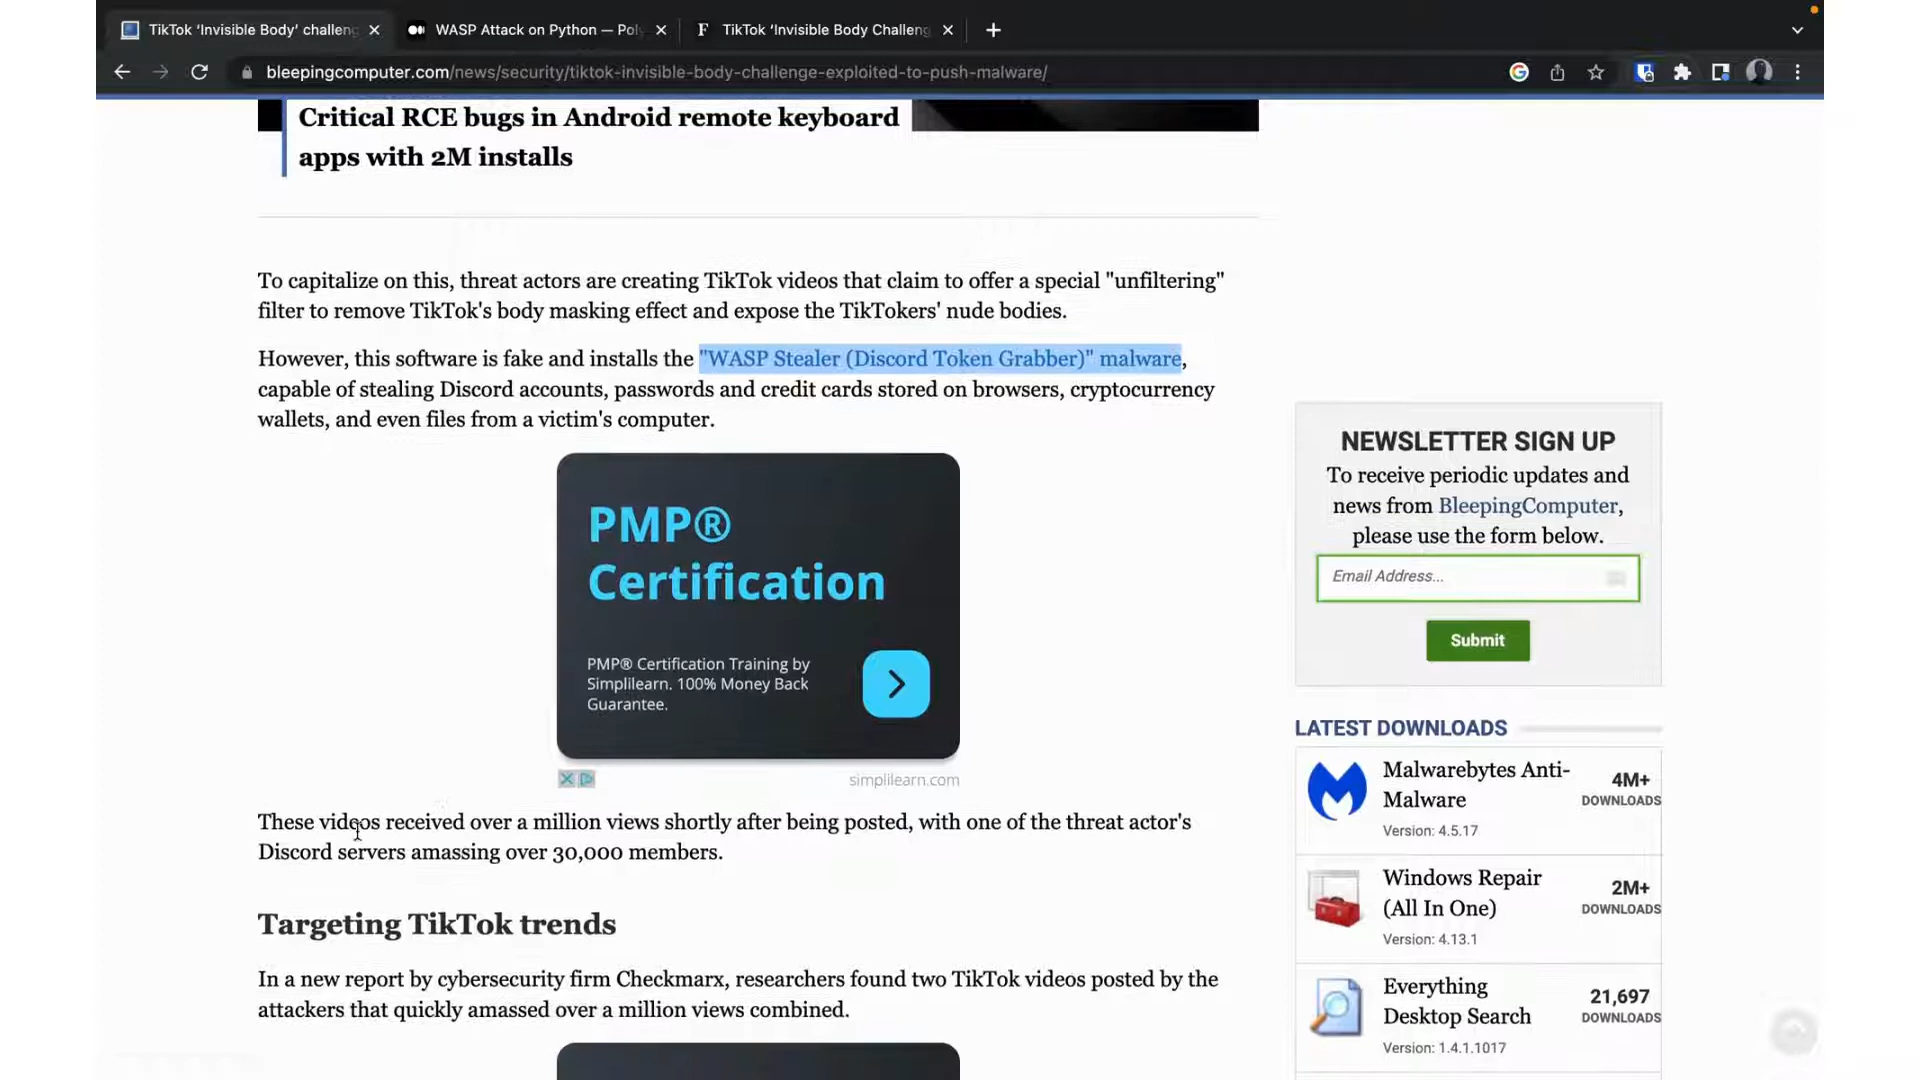 TikTok ‘Invisible Body’ challeng
WASP Attack on Python — Pol
TikTok ‘Invisible Body Challeng
bleepingcomputer.com/news/security/tiktok-invisible-body-challenge-exploited-to-push-malware/
Critical RCE bugs in Android remote keyboard
apps with 2M installs
To capitalize on this, threat actors are creating TikTok videos that claim to offer a special "unfiltering"
filter to remove TikTok's body masking effect and expose the TikTokers' nude bodies.
However, this software is fake and installs the "WASP Stealer (Discord Token Grabber)" malware,
capable of stealing Discord accounts, passwords and credit cards stored on browsers, cryptocurrency
wallets, and even files from a victim's computer.
PMP®
Certification
PMP® Certification Training by
Simplilearn. 100% Money Back
Guarantee.
simplilearn.com
These videos received over a million views shortly after being posted, with one of the threat actor's
Discord servers amassing over 30,000 members.
Targeting TikTok trends
In a new report by cybersecurity firm Checkmarx, researchers found two TikTok videos posted by the
attackers that quickly amassed over a million views combined.
NEWSLETTER SIGN UP
To receive periodic updates and
news from BleepingComputer,
please use the form below.
Email Address...
Submit
LATEST DOWNLOADS
Malwarebytes Anti-
Malware
Version: 4.5.17
4M+
DOWNLOADS
Windows Repair
(All In One)
Version: 4.13.1
2M+
DOWNLOADS
Everything
Desktop Search
Version: 1.4.1.1017
21,697
DOWNLOADS